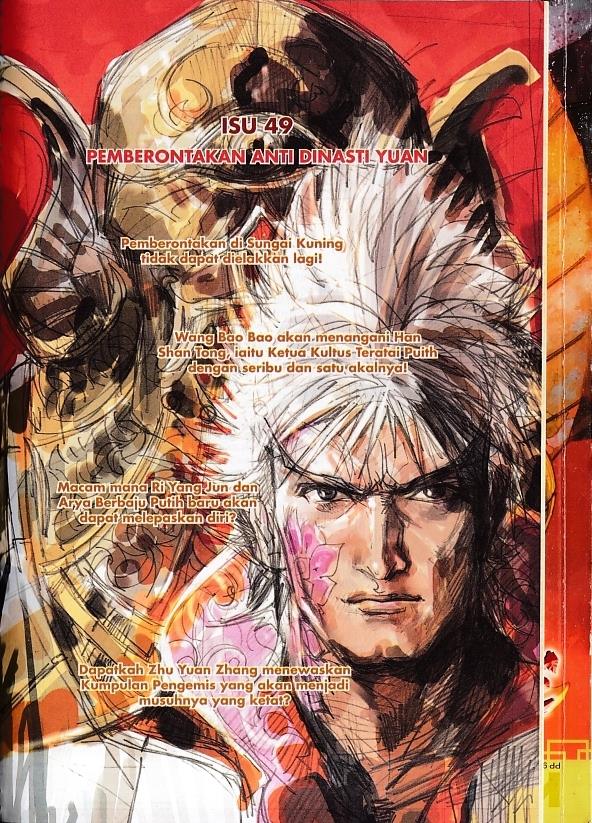 ISU 49
PEMBERONTAKAN ANTI DINASTI YUAN
Pemberontakan di Sungai Kuning
tidak dapat dielakkan lagi!
Wang Bao Bao akan menangani Han
Shan Tong, iaitu Ketua Kultus Teratai Puith
dengan seribu dan satu akalnya!
Macam mana Ri Yang Jun dan
Arya Berbaju Putih baru akan
dapat melepaskan diri?
Dapatkah Zhu Yuan Zhang menewaskan
Kumpulan Pengemis yang akan menjadi
musuhnya yang ketat?